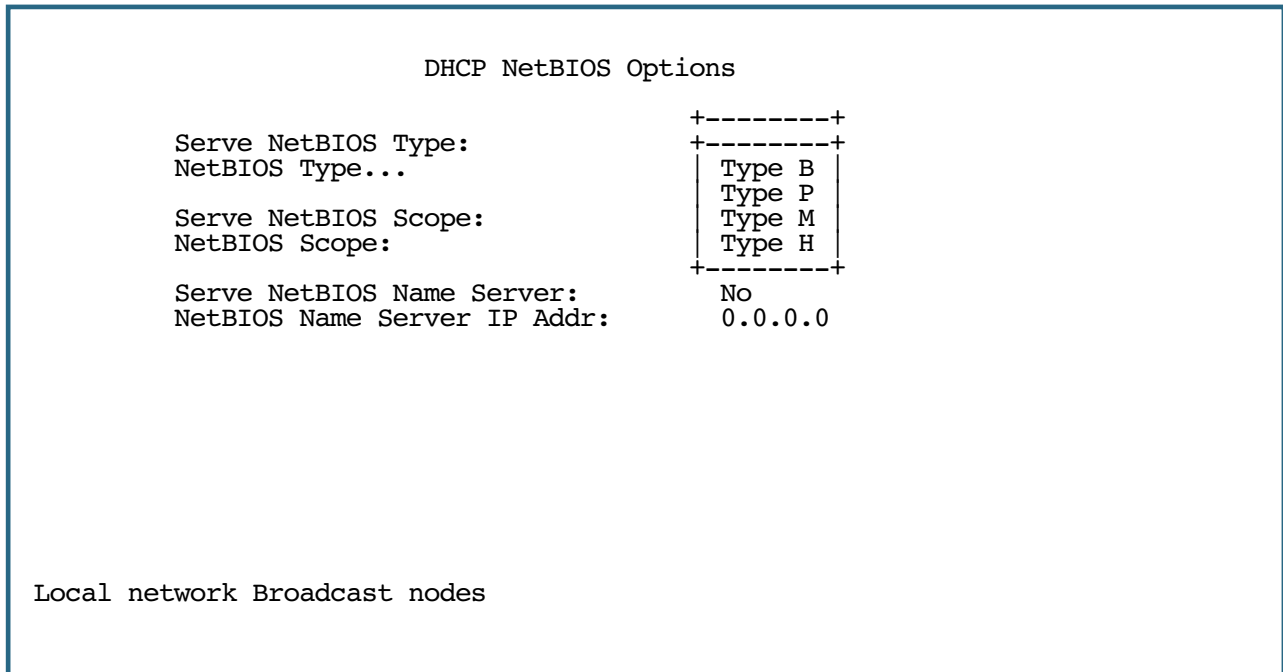 DHCP NetBIOS Options
+--------+
Serve NetBIOS Type: +--------+
NetBIOS Type... | Type B |
| Type P |
Serve NetBIOS Scope: | Type M |
NetBIOS Scope: | Type H |
+--------+
Serve NetBIOS Name Server: No
NetBIOS Name Server IP Addr: 0.0.0.0
Local network Broadcast nodes